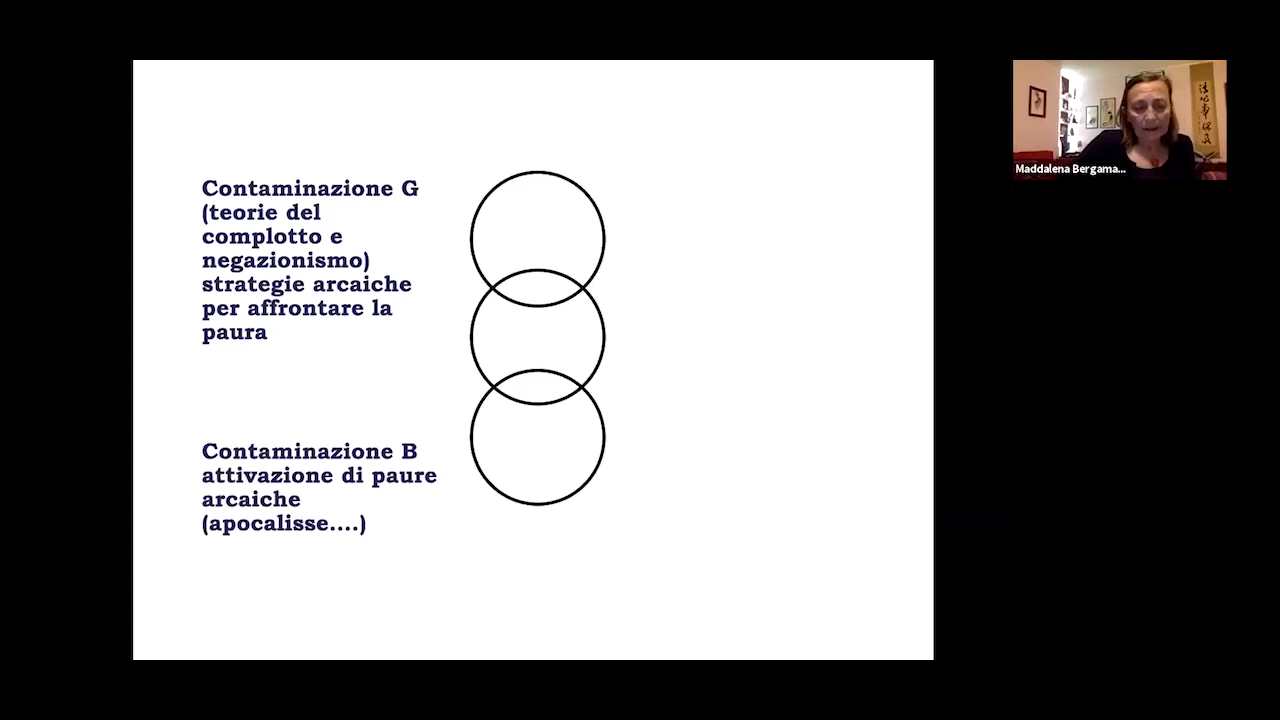 Contaminazione G
(teorie del
complotto e
negazionismo)
strategie arcaiche
per affrontare la
paura
Contaminazione B
attivazione di paure
arcaiche
(apocalisse....)
Maddalena Bergama...